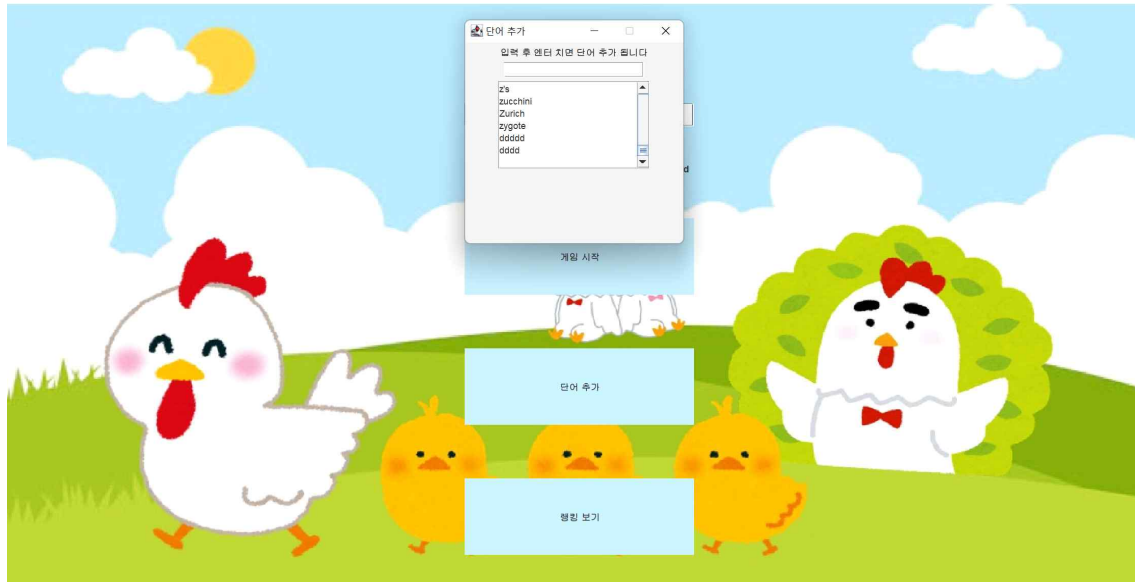 단어 추가
입력 후 엔터 치면 단어 추가 됩니다
z's
zucchini
Zurich
zygote
ddddd
dddd
d
게임 시작
단어 추가
랭킹 보기